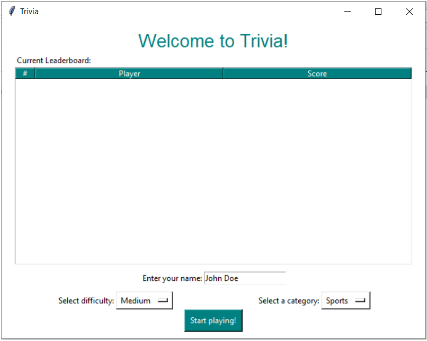 Trivia
Welcome to Trivia!
Current Leaderboard:
# Player Score
Enter your name: John Doe
Select difficulty: Medium Select a category: Sports
Start playing!